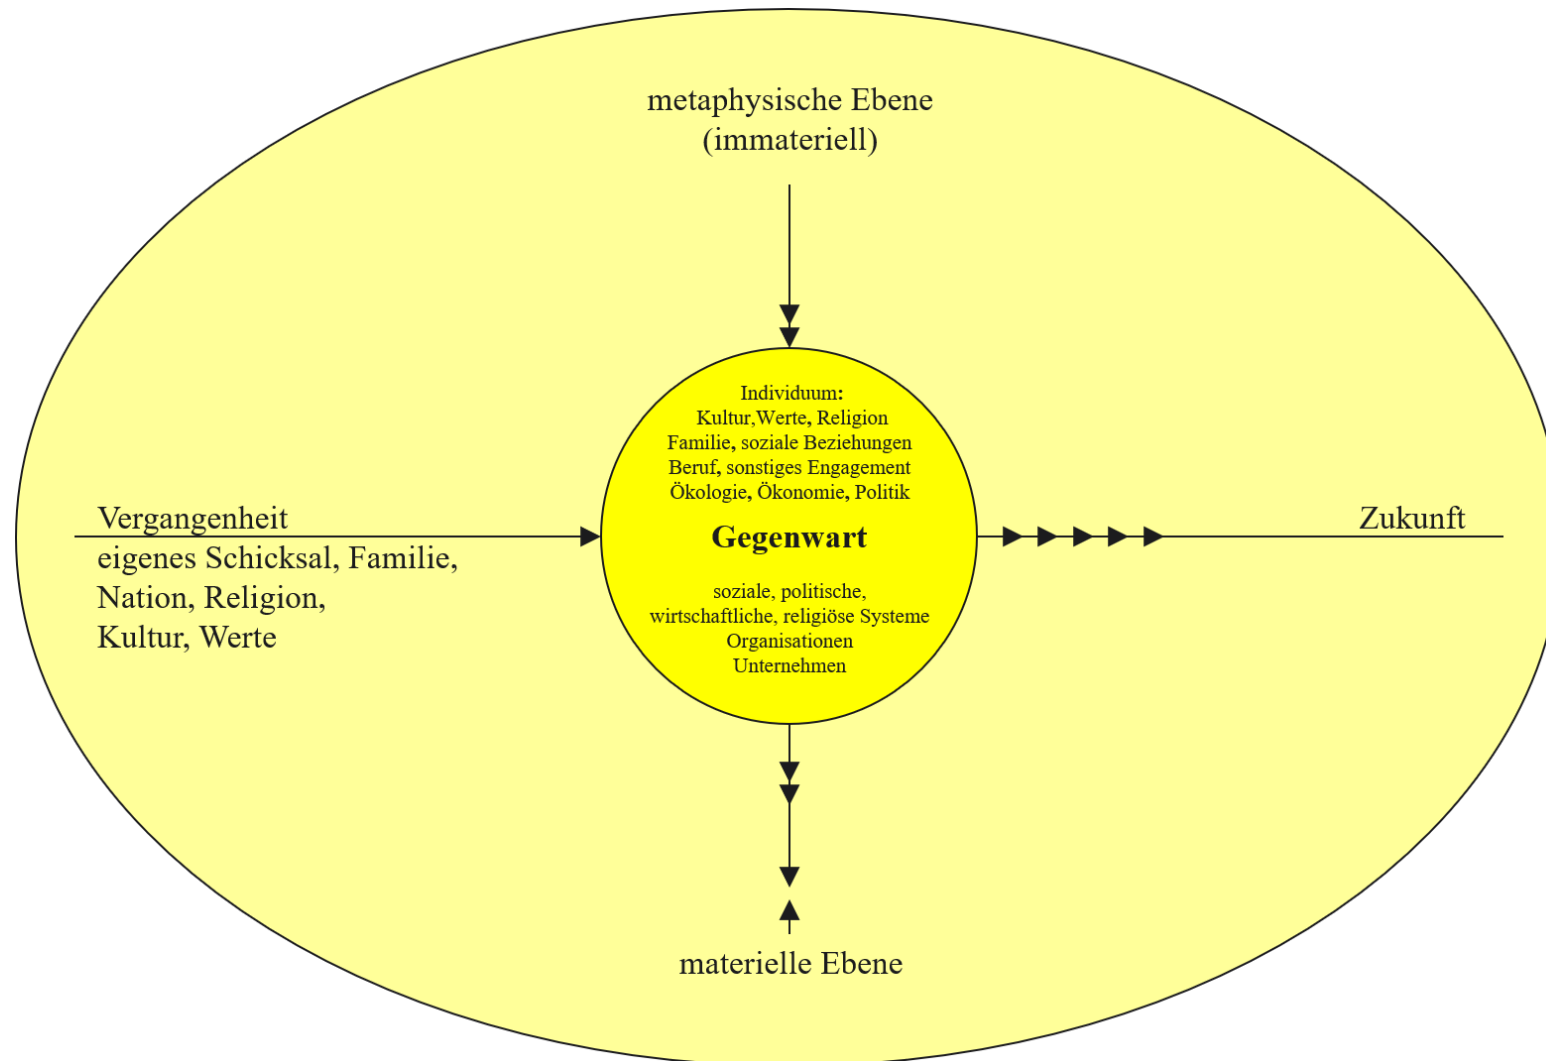 metaphysische Ebene
(immateriell)
Individuum:
Kultur,Werte, Religion
Familie, soziale Beziehungen
Beruf, sonstiges Engagement
Ökologie, Ökonomie, Politik
Vergangenheit
eigenes Schicksal, Familie,
Nation, Religion,
Kultur, Werte
Gegenwart
Zukunft
soziale, politische,
wirtschaftliche, religiöse Systeme
Organisationen
Unternehmen
materielle Ebene